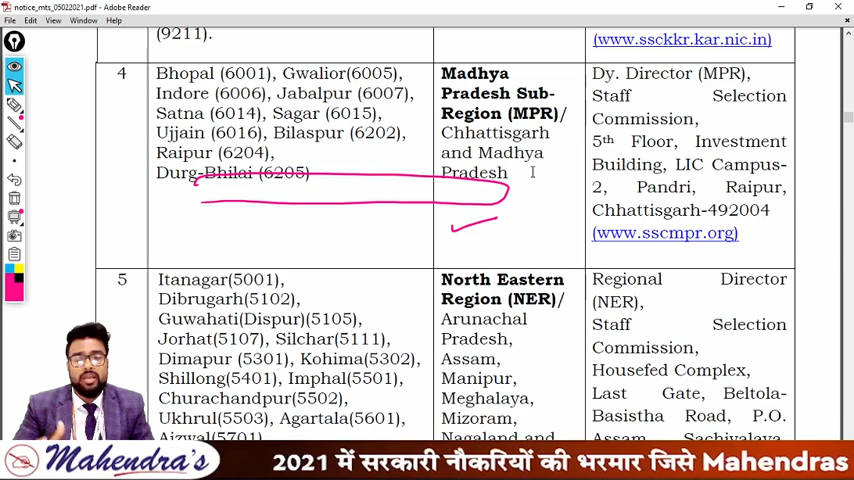 notice_mts_05022021.pdf - Adobe Reader
File Edit View Window Help
(9211).
(www.ssckkr.kar.nic.in)
4
Bhopal (6001), Gwalior(6005),
Indore (6006), Jabalpur (6007),
Satna (6014), Sagar (6015),
Ujjain (6016), Bilaspur (6202),
Raipur (6204),
Durg-Bhilai (6205)
Madhya
Pradesh Sub-
Region (MPR)/
Chhattisgarh
and Madhya
Pradesh
Dy. Director (MPR),
Staff Selection
Commission,
5th Floor, Investment
Building, LIC Campus-
2, Pandri, Raipur,
Chhattisgarh-492004
(www.sscmpr.org)
5
Itanagar(5001),
Dibrugarh(5102),
Guwahati(Dispur)(5105),
Jorhat(5107), Silchar(5111),
Dimapur (5301), Kohima(5302),
Shillong(5401), Imphal(5501),
Churachandpur(5502),
Ukhrul(5503), Agartala(5601),
Aizwal(5701)
North Eastern
Region (NER)/
Arunachal
Pradesh,
Assam,
Manipur,
Meghalaya,
Mizoram,
Nagaland and
Regional Director
(NER),
Staff Selection
Commission,
Housefed Complex,
Last Gate, Beltola-
Basistha Road, P.O.
Assam Sachivalaya,
Mahendra's
2021 में सरकारी नौकरियों की भरमार जिसे Mahendras